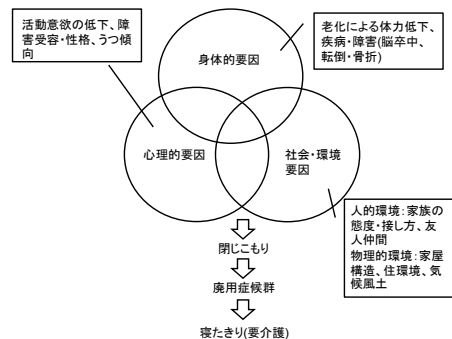 活動意欲の低下、障
害受容・性格、うつ傾
向
老化による体力低下、
疾病・障害(脳卒中、
転倒・骨折)
身体的要因
心理的要因
社会・環境
要因
人的環境：家族の
態度・接し方、友
人仲間
物理的環境：家屋
構造、住環境、気
候風土
閉じこもり
廃用症候群
寝たきり(要介護)